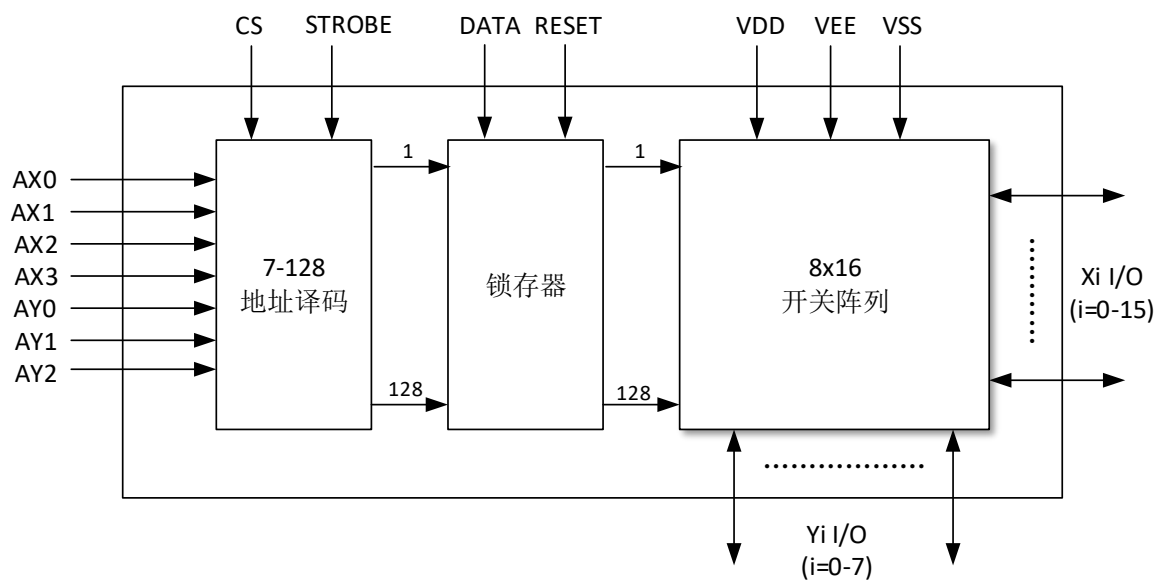 CS STROBE DATA RESET VDD VEE VSS
1 1
AX0
AX1
AX2
AX3
AY0
AY1
AY2
7-128
地址译码
锁存器
8x16
开关阵列
Xi I/O
(i=0-15)
128 128
Yi I/O
(i=0-7)